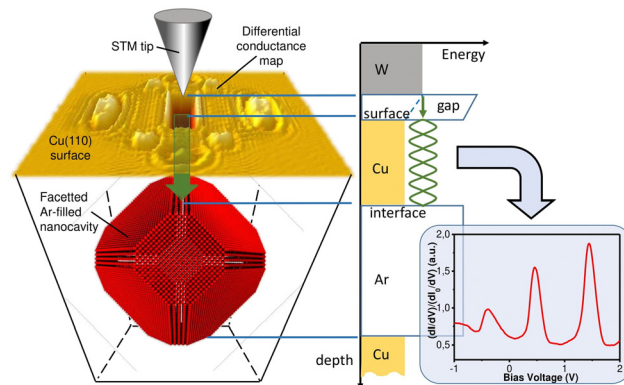 STM tip
Differential
conductance
map
Cu(110)
surface
Facetted
Ar-filled
nanocavity
Energy
W
surface
gap
Cu
interface
Ar
Cu
depth
(dI/dV)/(dI₀/dV) (a.u.)
2,0
1,5
1,0
0,5
-1
0
1
2
Bias Voltage (V)